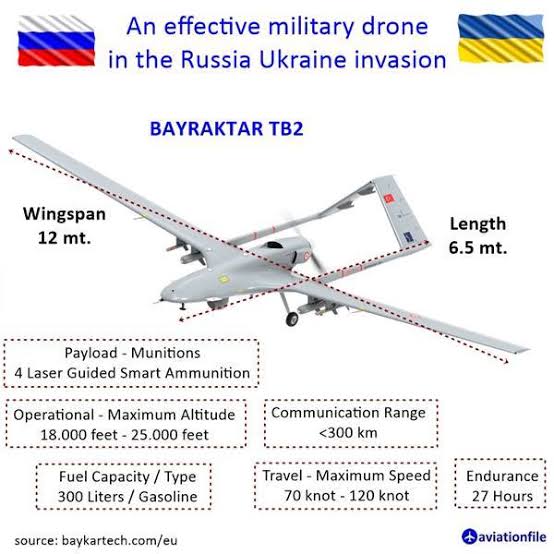 An effective military drone
in the Russia Ukraine invasion
BAYRAKTAR TB2
Wingspan
12 mt.
Length
6.5 mt.
Payload - Munitions
4 Laser Guided Smart Ammunition
Operational - Maximum Altitude
18.000 feet - 25.000 feet
Communication Range
<300 km
Fuel Capacity / Type
300 Liters / Gasoline
Travel - Maximum Speed
70 knot - 120 knot
Endurance
27 Hours
source: baykartech.com/eu
aviationfile